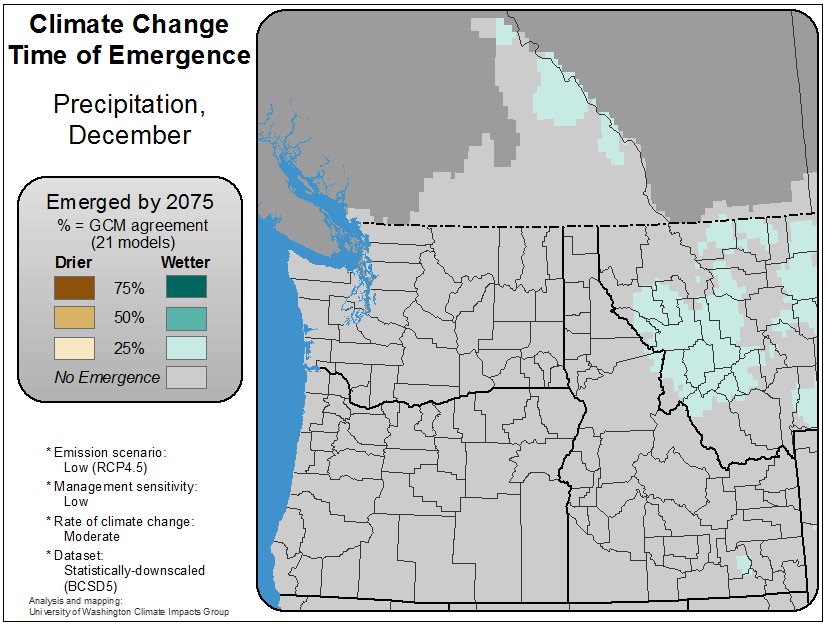 Climate Change
Time of Emergence
Precipitation,
December
Emerged by 2075
% = GCM agreement
(21 models)
Drier Wetter
75%
50%
25%
No Emergence
* Emission scenario:
Low (RCP4.5)
* Management sensitivity:
Low
* Rate of climate change:
Moderate
* Dataset:
Statistically-downscaled
(BCSD5)
Analysis and mapping:
University of Washington Climate Impacts Group